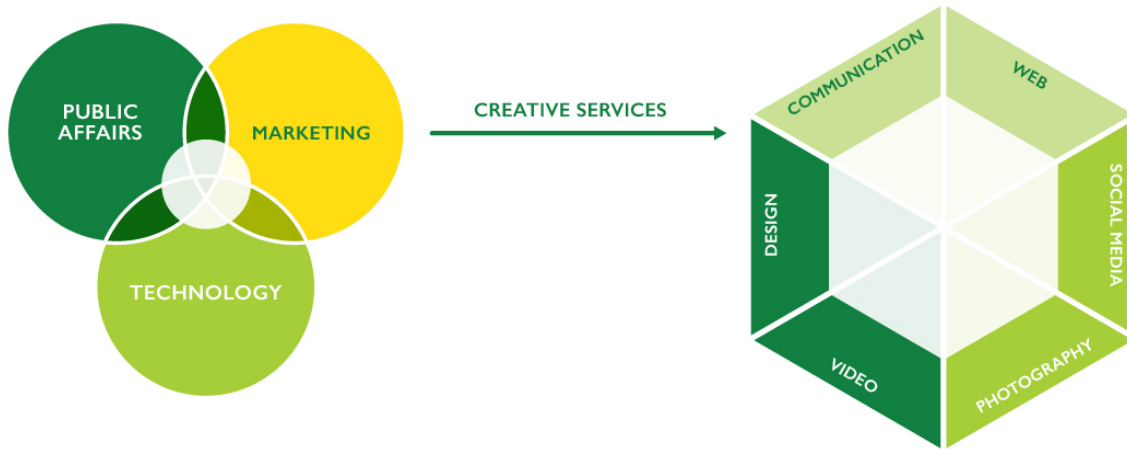 PUBLIC
AFFAIRS
MARKETING
TECHNOLOGY
CREATIVE SERVICES
COMMUNICATION
WEB
SOCIAL MEDIA
PHOTOGRAPHY
VIDEO
DESIGN